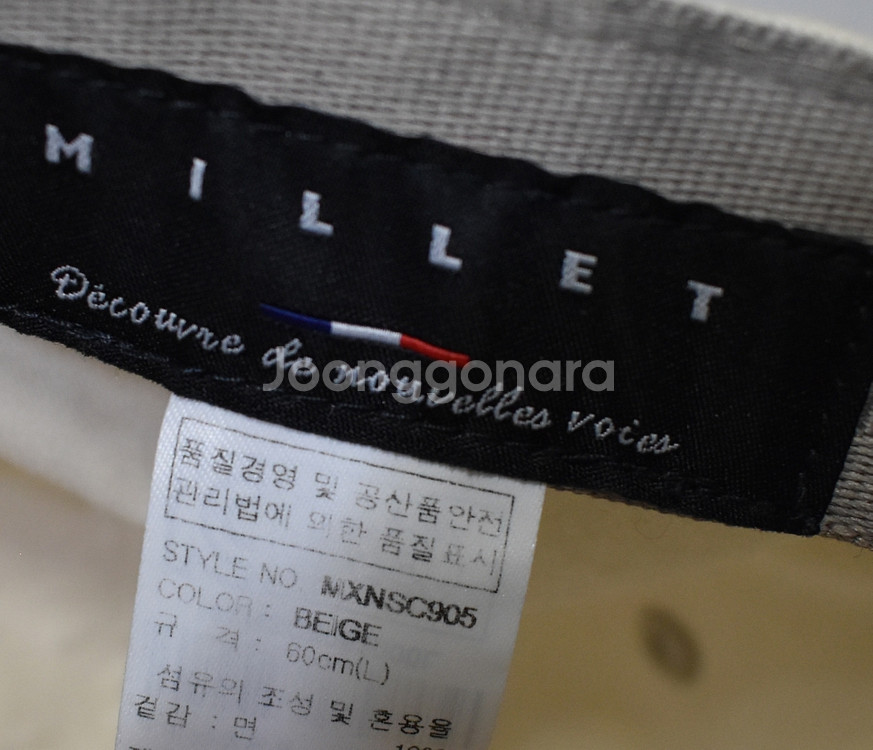 MILLET
Découvre de nouvelles voies
Joonggonara
품질경영 및 공산품안전
관리법에 의한 품질표시
STYLE NO MXNSC905
COLOR : BEIGE
규 격 : 60cm(L)
섬유의 조성 및 혼용율
겉감 : 면